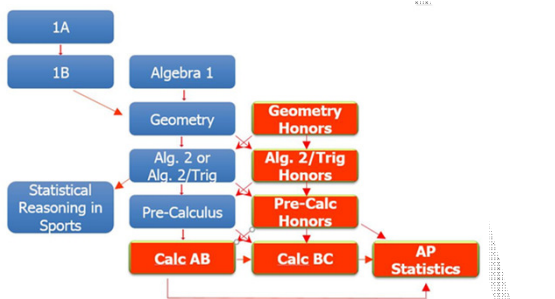 1A
1B
Algebra 1
Geometry
Geometry
Honors
Alg. 2 or
Alg. 2/Trig
Alg. 2/Trig
Honors
Statistical
Reasoning in
Sports
Pre-Calculus
Pre-Calc
Honors
Calc AB
Calc BC
AP
Statistics